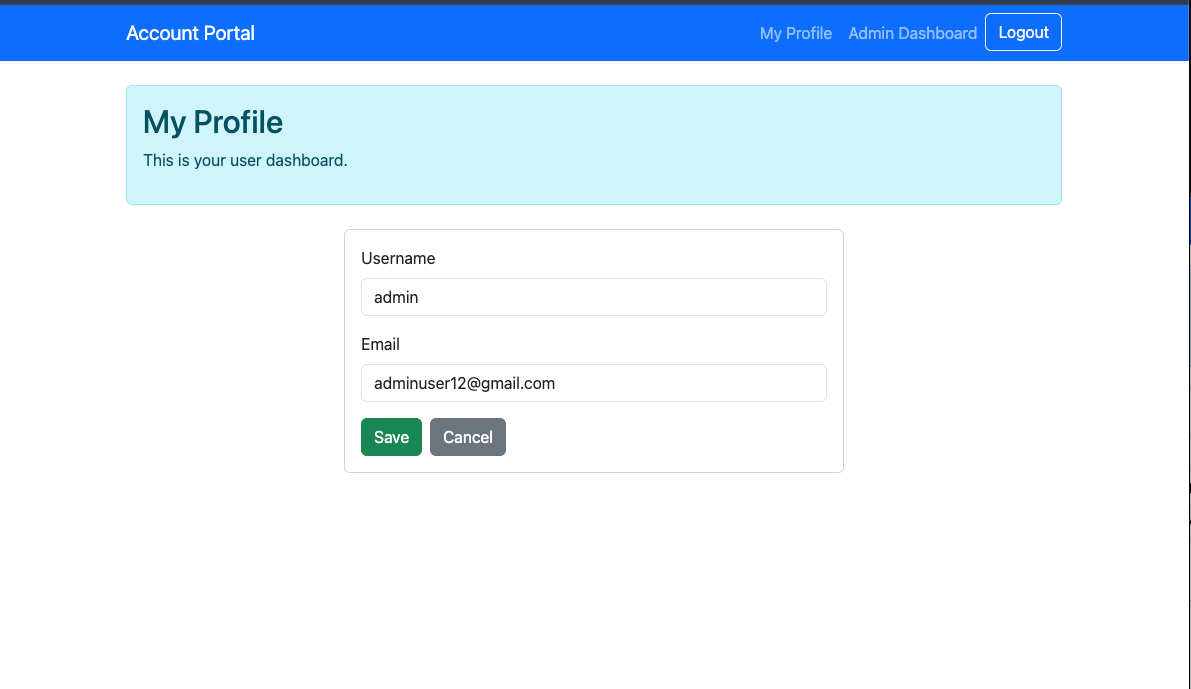 Account Portal My Profile Admin Dashboard Logout
My Profile
This is your user dashboard.
Username
admin
Email
adminuser12@gmail.com
Save Cancel